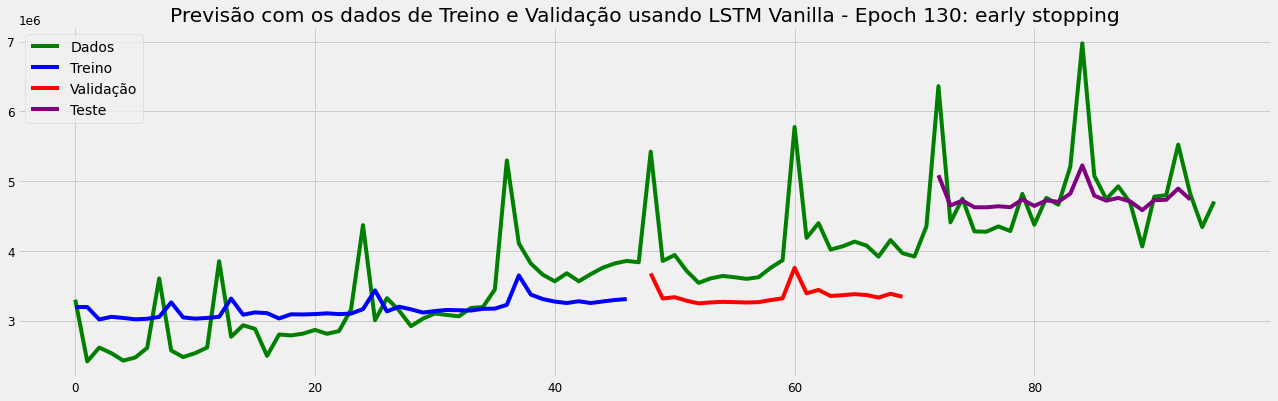 Previsão com os dados de Treino e Validação usando LSTM Vanilla - Epoch 130: early stopping
1e6
7
6
5
4
3
Dados
Treino
Validação
Teste
0 20 40 60 80